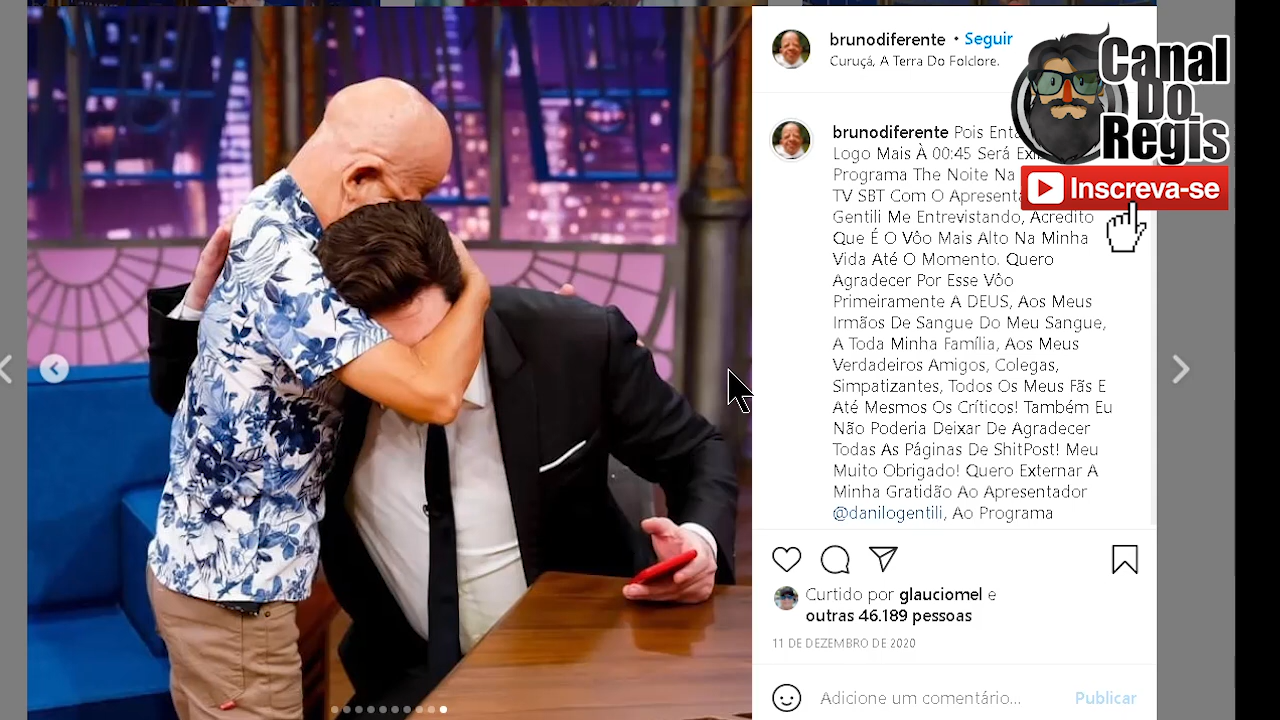 brunodiferente • Seguir
Curuçá, A Terra Do Folclore.
Canal
Do
Regis
Inscreva-se
brunodiferente Pois
Logo Mais À 00:45 Será
Programa The Noite Na
TV SBT Com O
Gentili Me Entrevistando, Acredito
Que É O Vôo Mais Alto Na Minha
Vida Até O Momento. Quero
Agradecer Por Esse Vôo
Primeiramente A DEUS, Aos Meus
Irmãos De Sangue Do Meu Sangue,
A Toda Minha Família, Aos Meus
Verdadeiros Amigos, Colegas,
Simpatizantes, Todos Os Meus Fãs E
Até Mesmos Os Críticos! Também Eu
Não Poderia Deixar De Agradecer
Todas As Páginas De ShitPost! Meu
Muito Obrigado! Quero Externar A
Minha Gratidão Ao Apresentador
@danilogentili, Ao Programa
Curtido por glauciomel e
outras 46.189 pessoas
11 DE DEZEMBRO DE 2020
Adicione um comentário... Publicar